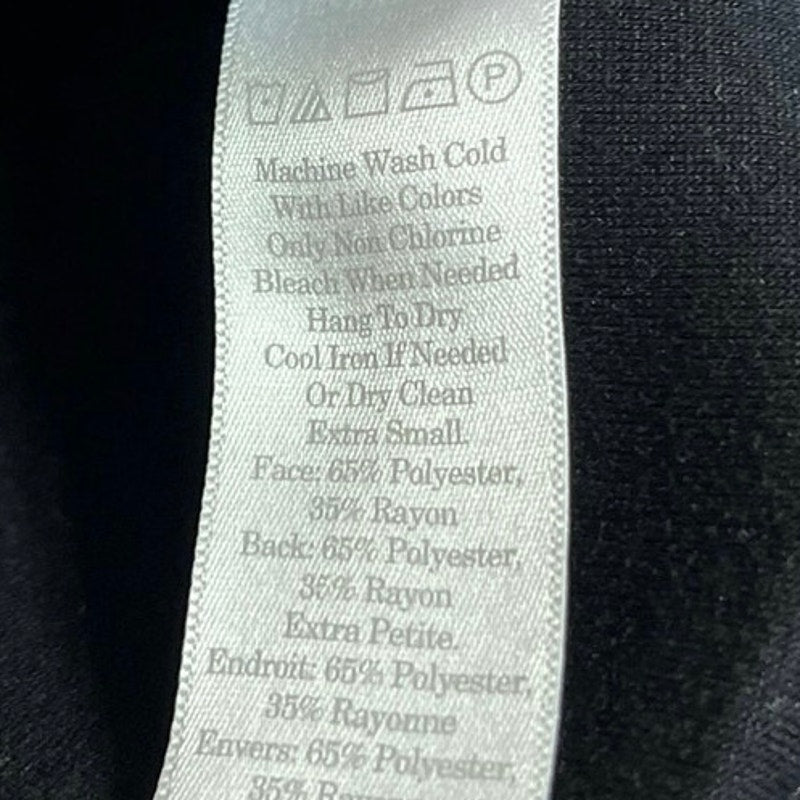 P
Machine Wash Cold
With Like Colors
Only Non Chlorine
Bleach When Needed
Hang To Dry
Cool Iron If Needed
Or Dry Clean
Extra Small.
Face: 65% Polyester,
35% Rayon
Back: 65% Polyester,
35% Rayon
Extra Petite.
Endroit: 65% Polyester,
35% Rayonne
Envers: 65% Polyester,
35%